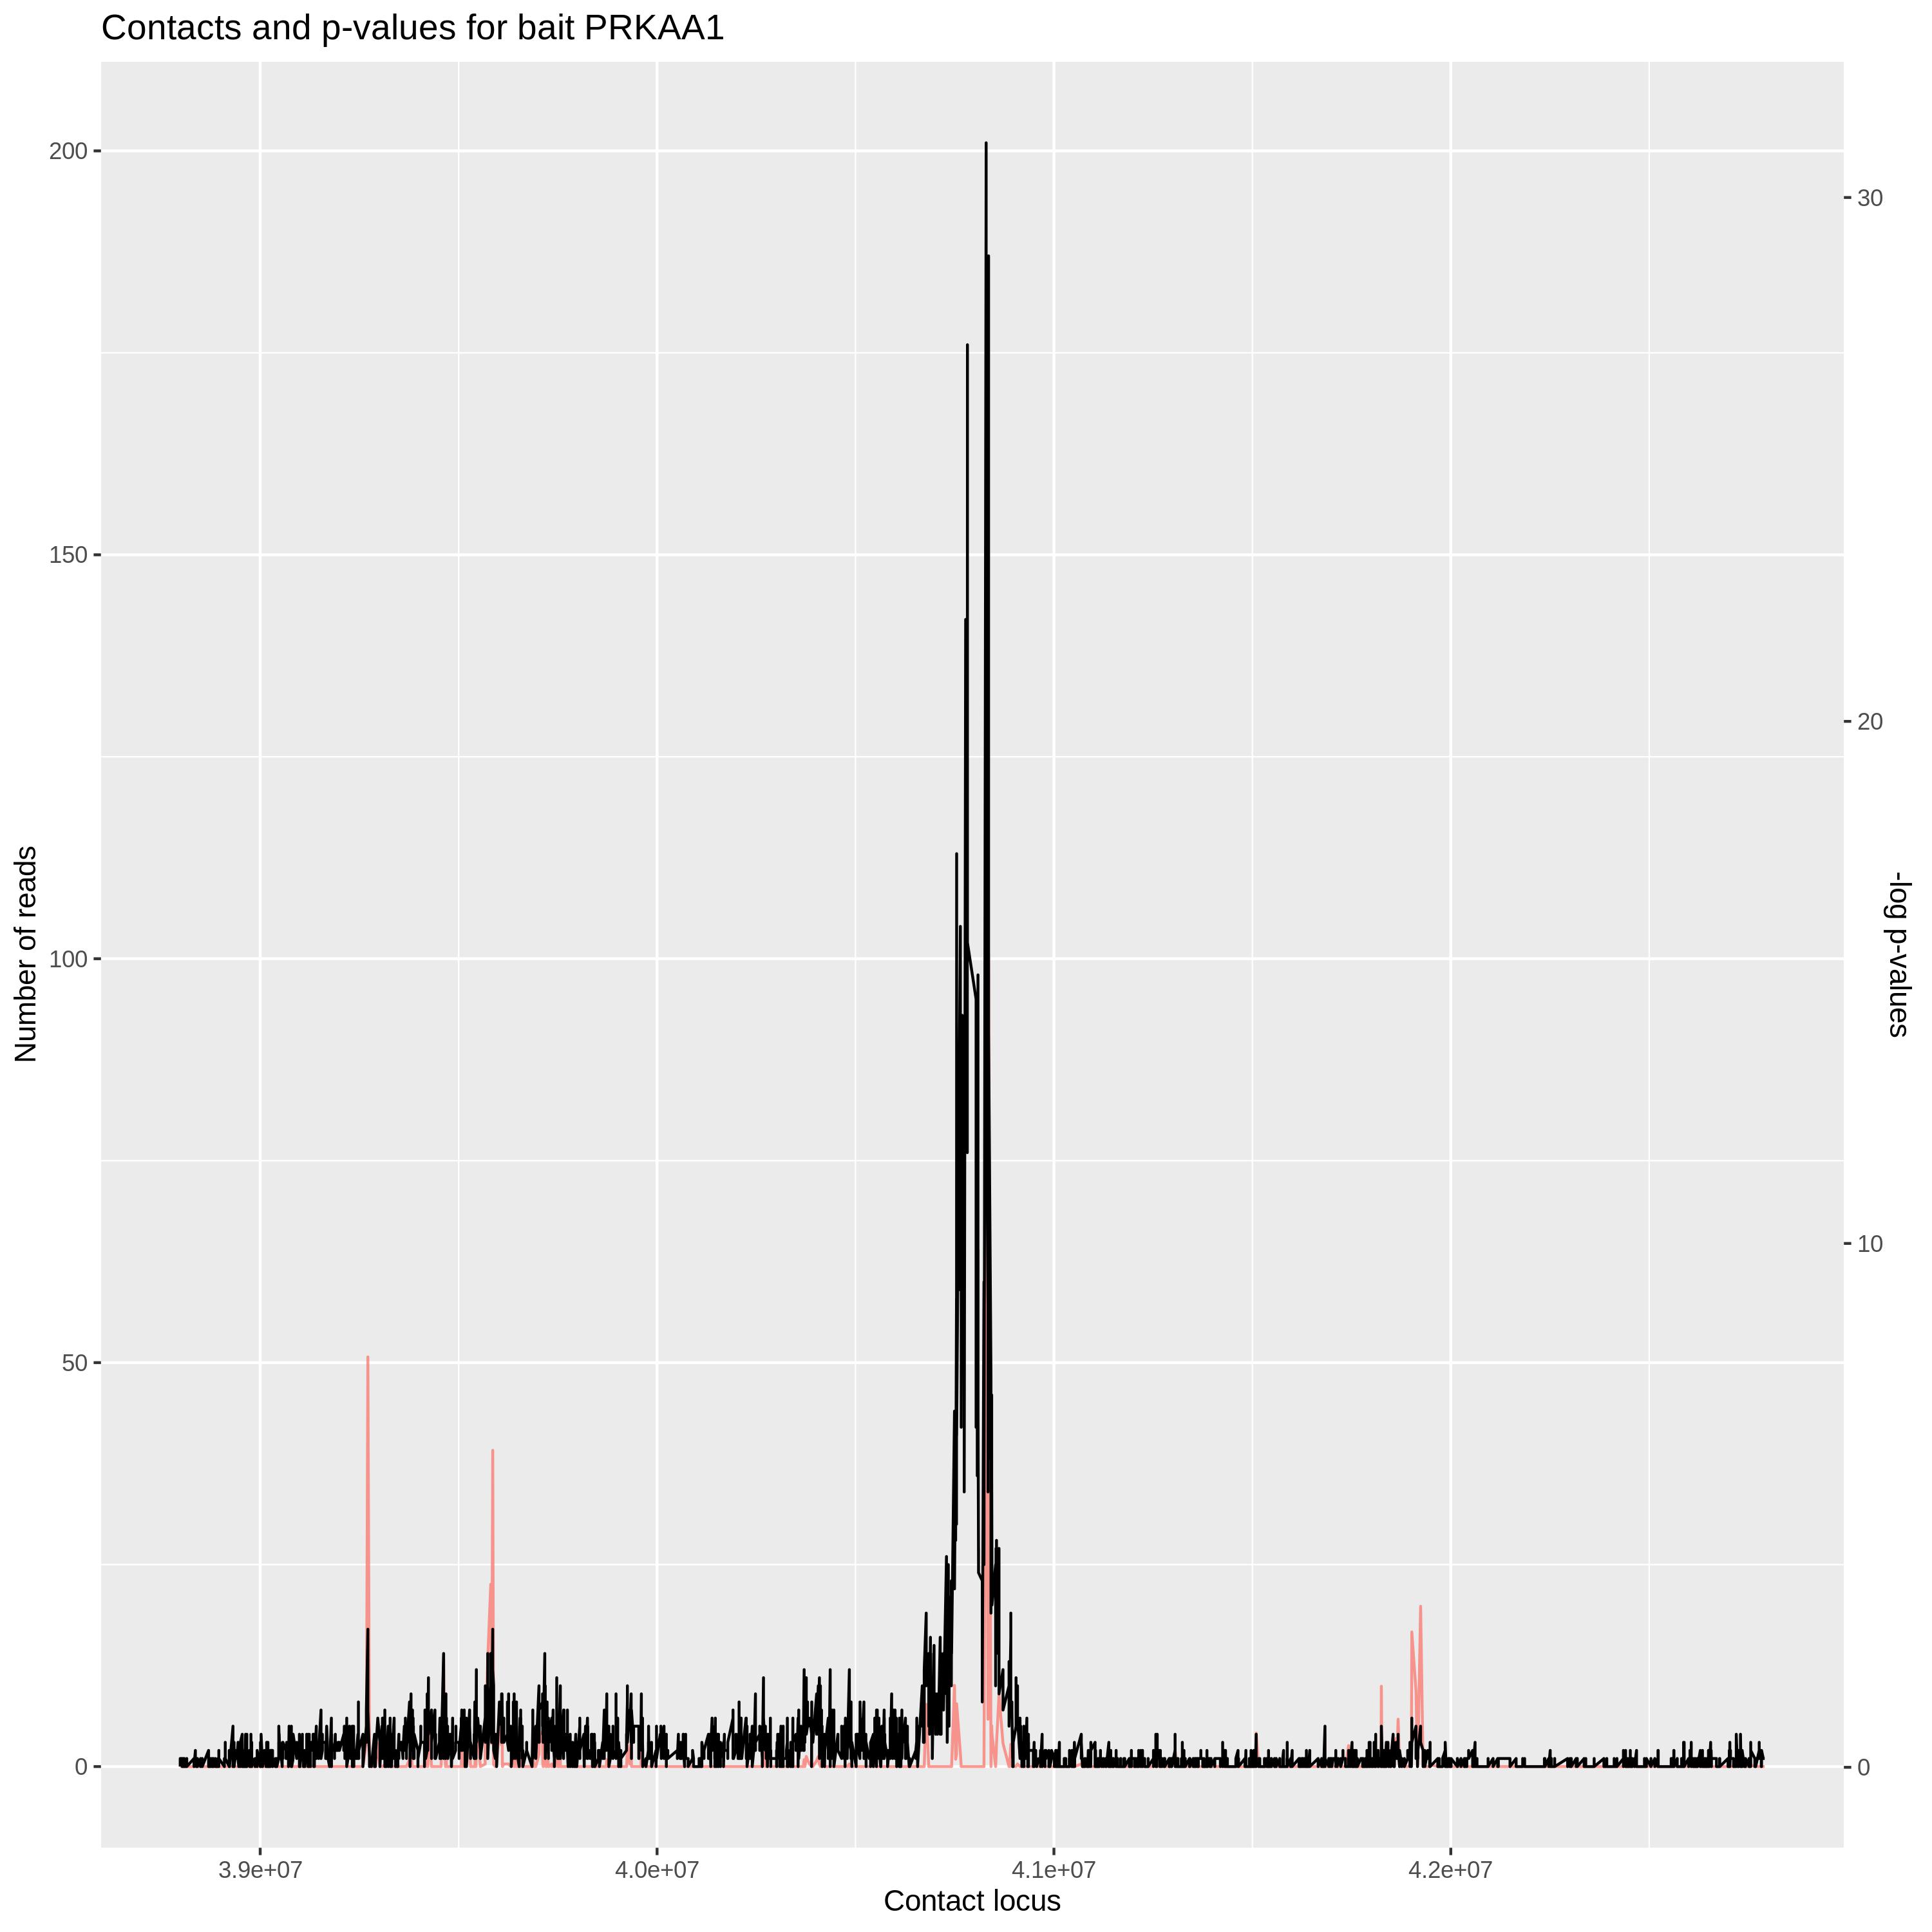 Contacts and p-values for bait PRKAA1
200
150
100
50
0
Number of reads
30
20
10
0
-log p-values
3.9e+07 4.0e+07 4.1e+07 4.2e+07
Contact locus